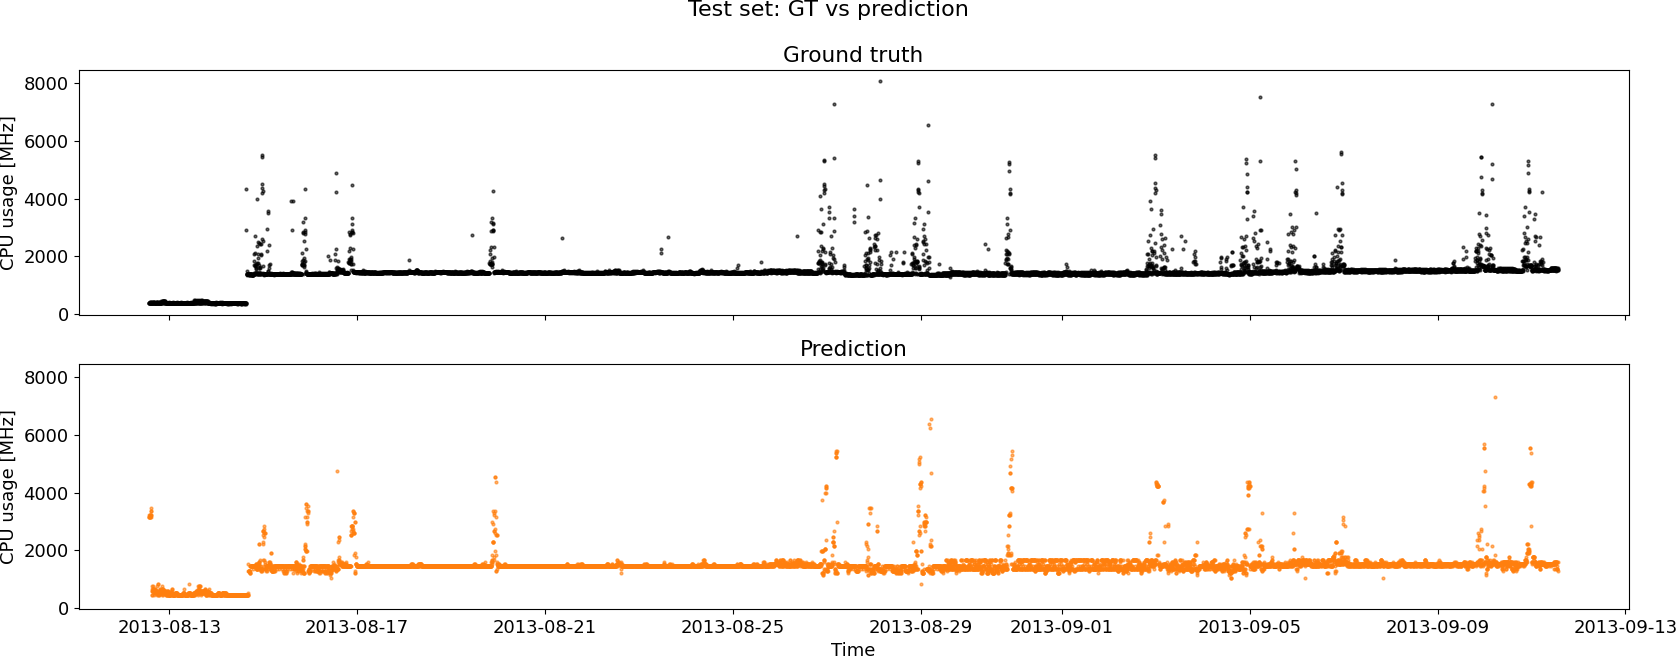 Test set: GT vs prediction
Ground truth
CPU usage [MHz]
8000
6000
4000
2000
0
Prediction
CPU usage [MHz]
8000
6000
4000
2000
0
2013-08-13 2013-08-17 2013-08-21 2013-08-25 2013-08-29 2013-09-01 2013-09-05 2013-09-09 2013-09-13
Time